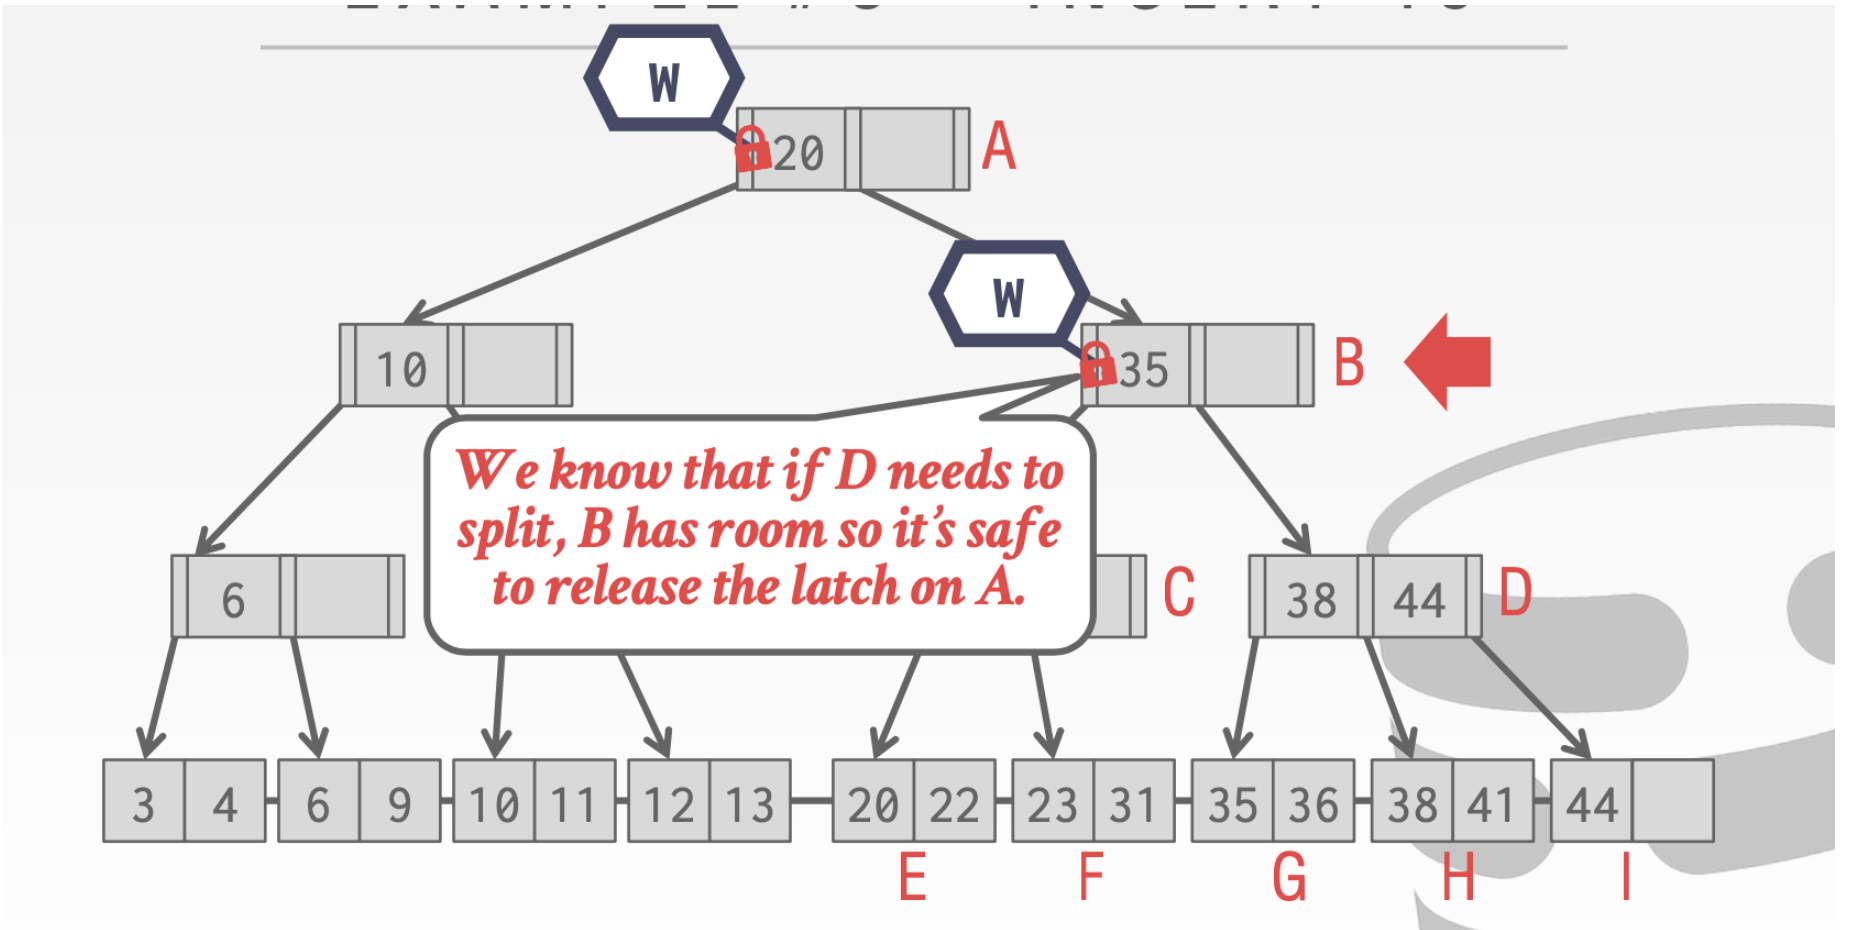 W
20 A
W
10
35 B
We know that if D needs to
split, B has room so it's safe
to release the latch on A.
6
C
38 44 D
3 4 6 9 10 11 12 13 20 22 23 31 35 36 38 41 44
E F G H I